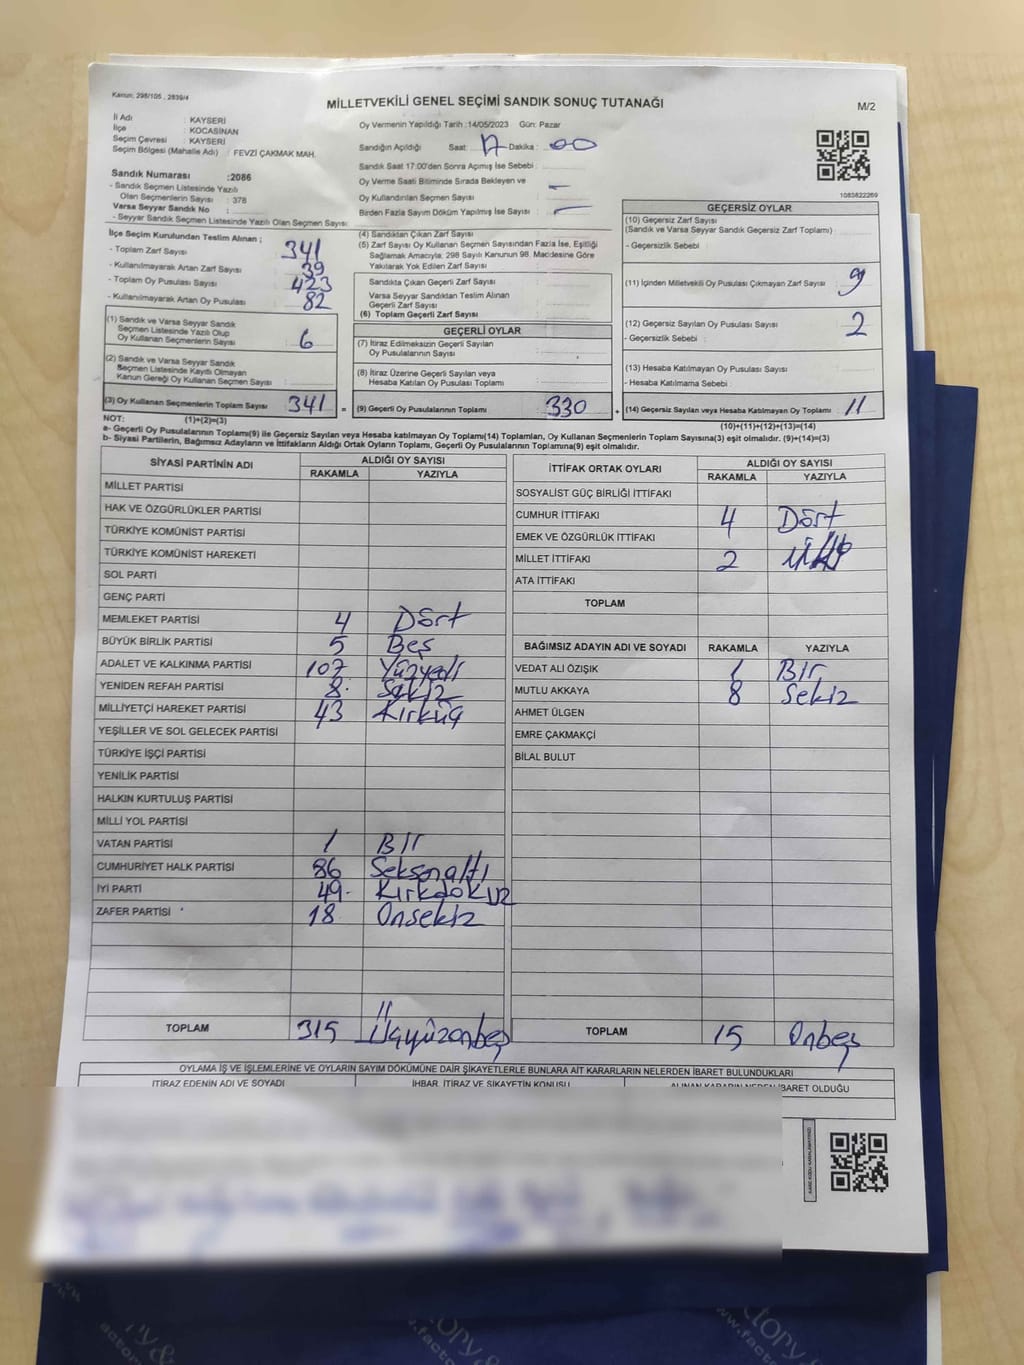 Kanun: 298/105 , 2839/4
MİLLETVEKİLİ GENEL SEÇİMİ SANDIK SONUÇ TUTANAĞI
M/2
İl Adı : KAYSERİ
İlçe : KOCASİNAN
Seçim Çevresi : KAYSERİ
Seçim Bölgesi (Mahalle Adı) : FEVZİ ÇAKMAK MAH.
Sandık Numarası :2086
- Sandık Seçmen Listesinde Yazılı
Olan Seçmenlerin Sayısı : 378
Varsa Seyyar Sandık No :
- Seyyar Sandık Seçmen Listesinde Yazılı Olan Seçmen Sayısı
İlçe Seçim Kurulundan Teslim Alınan ;
- Toplam Zarf Sayısı 341
- Kullanılmayarak Artan Zarf Sayısı 39
- Toplam Oy Pusulası Sayısı 423
- Kullanılmayarak Artan Oy Pusulası 82
(1) Sandık ve Varsa Seyyar Sandık
Seçmen Listesinde Yazılı Olup
Oy Kullanan Seçmenlerin Sayısı 6
(2) Sandık ve Varsa Seyyar Sandık
Seçmen Listesinde Kayıtlı Olmayan
Kanun Gereği Oy Kullanan Seçmen Sayısı
(3) Oy Kullanan Seçmenlerin Toplam Sayısı 341 =
Oy Vermenin Yapıldığı Tarih :14/05/2023 Gün: Pazar
Sandığın Açıldığı Saat : 17 Dakika : 00
Sandık Saat 17:00'den Sonra Açmış İse Sebebi :
Oy Verme Saati Bitiminde Sırada Bekleyen ve
Oy Kullandırılan Seçmen Sayısı : –
Birden Fazla Sayım Döküm Yapılmış İse Sayısı : –
(4) Sandıktan Çıkan Zarf Sayısı
(5) Zarf Sayısı Oy Kullanan Seçmen Sayısından Fazla İse, Eşitliği
Sağlamak Amacıyla; 298 Sayılı Kanunun 98. Maddesine Göre
Yakılarak Yok Edilen Zarf Sayısı
Sandıkta Çıkan Geçerli Zarf Sayısı
Varsa Seyyar Sandıktan Teslim Alınan
Geçerli Zarf Sayısı
(6) Toplam Geçerli Zarf Sayısı
GEÇERLİ OYLAR
(7) İtiraz Edilmeksizin Geçerli Sayılan
Oy Pusulalarının Sayısı
(8) İtiraz Üzerine Geçerli Sayılan veya
Hesaba Katılan Oy Pusulası Toplamı
(9) Geçerli Oy Pusulalarının Toplamı 330 +
1083822269
GEÇERSİZ OYLAR
(10) Geçersiz Zarf Sayısı
(Sandık ve Varsa Seyyar Sandık Geçersiz Zarf Toplamı)
- Geçersizlik Sebebi
(11) İçinden Milletvekili Oy Pusulası Çıkmayan Zarf Sayısı 9
(12) Geçersiz Sayılan Oy Pusulası Sayısı 2
- Geçersizlik Sebebi :
(13) Hesaba Katılmayan Oy Pusulası Sayısı
- Hesaba Katılmama Sebebi :
(14) Geçersiz Sayılan veya Hesaba Katılmayan Oy Toplamı 11
NOT: (1)+(2)=(3) (10)+(11)+(12)+(13)=(14)
a- Geçerli Oy Pusulalarının Toplamı(9) ile Geçersiz Sayılan veya Hesaba katılmayan Oy Toplamı(14) Toplamları, Oy Kullanan Seçmenlerin Toplam Sayısına(3) eşit olmalıdır. (9)+(14)=(3)
b- Siyasi Partilerin, Bağımsız Adayların ve İttifakların Aldığı Ortak Oyların Toplamı, Geçerli Oy Pusulalarının Toplamına(9) eşit olmalıdır.
SİYASİ PARTİNİN ADI ALDIĞI OY SAYISI
RAKAMLA YAZIYLA
MİLLET PARTİSİ
HAK VE ÖZGÜRLÜKLER PARTİSİ
TÜRKİYE KOMÜNİST PARTİSİ
TÜRKİYE KOMÜNİST HAREKETİ
SOL PARTİ
GENÇ PARTİ
MEMLEKET PARTİSİ 4 Dört
BÜYÜK BİRLİK PARTİSİ 5 Beş
ADALET VE KALKINMA PARTİSİ 107 Yüzyedi
YENİDEN REFAH PARTİSİ 8 Sekiz
MİLLİYETÇİ HAREKET PARTİSİ 43 Kırküç
YEŞİLLER VE SOL GELECEK PARTİSİ
TÜRKİYE İŞÇİ PARTİSİ
YENİLİK PARTİSİ
HALKIN KURTULUŞ PARTİSİ
MİLLİ YOL PARTİSİ
VATAN PARTİSİ 1 Bir
CUMHURİYET HALK PARTİSİ 86 Seksenaltı
İYİ PARTİ 49 Kırkdokuz
ZAFER PARTİSİ 18 Onsekiz
TOPLAM 315 Üçyüzonbeş
İTTİFAK ORTAK OYLARI ALDIĞI OY SAYISI
RAKAMLA YAZIYLA
SOSYALİST GÜÇ BİRLİĞİ İTTİFAKI
CUMHUR İTTİFAKI 4 Dört
EMEK VE ÖZGÜRLÜK İTTİFAKI
MİLLET İTTİFAKI 2
ATA İTTİFAKI
TOPLAM
BAĞIMSIZ ADAYIN ADI VE SOYADI RAKAMLA YAZIYLA
VEDAT ALİ ÖZIŞIK 1 Bir
MUTLU AKKAYA 8 Sekiz
AHMET ÜLGEN
EMRE ÇAKMAKÇİ
BİLAL BULUT
TOPLAM 15 Onbeş
OYLAMA İŞ VE İŞLEMLERİNE VE OYLARIN SAYIM DÖKÜMÜNE DAİR ŞİKAYETLERLE BUNLARA AİT KARARLARIN NELERDEN İBARET BULUNDUKLARI
İTİRAZ EDENİN ADI VE SOYADI İHBAR, İTİRAZ VE ŞİKAYETİN KONUSU ALINAN KARARIN NEDEN İBARET OLDUĞU